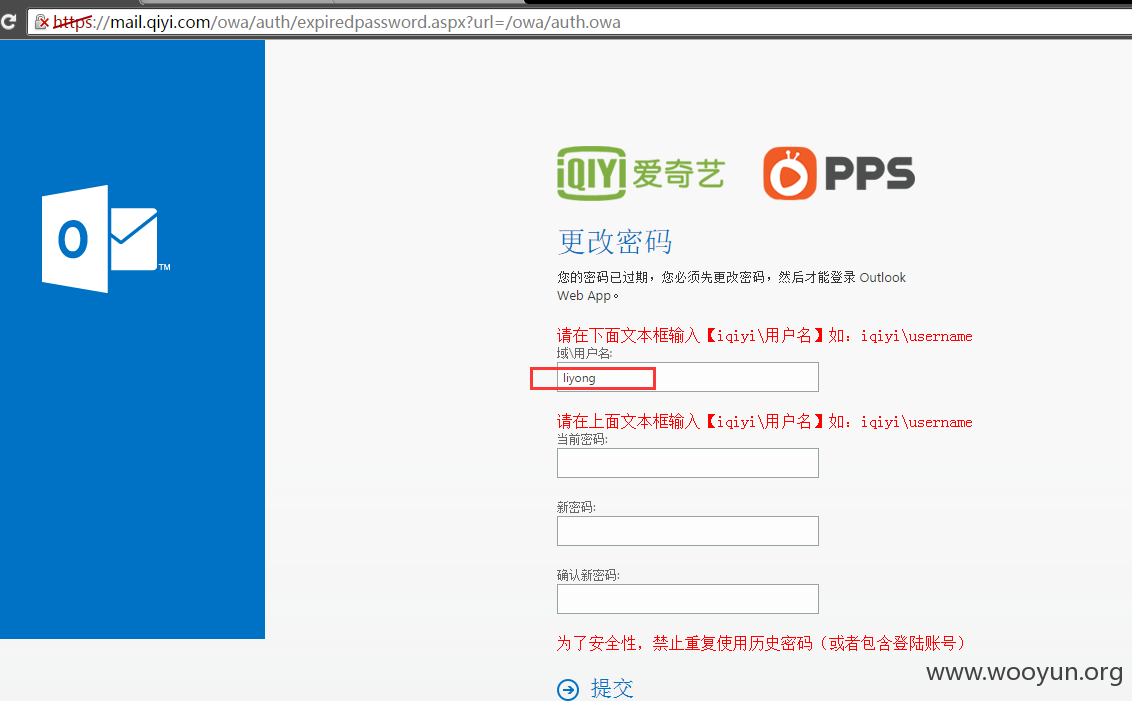 https://mail.qiyi.com/owa/auth/expiredpassword.aspx?url=/owa/auth.owa
iQIYI 爱奇艺 PPS
更改密码
您的密码已过期，您必须先更改密码，然后才能登录 Outlook
Web App。
请在下面文本框输入【iqiyi\用户名】如：iqiyi\username
域\用户名:
liyong
请在上面文本框输入【iqiyi\用户名】如：iqiyi\username
当前密码:
新密码:
确认新密码:
为了安全性，禁止重复使用历史密码（或者包含登陆账号）
www.wooyun.org
提交
O
TM